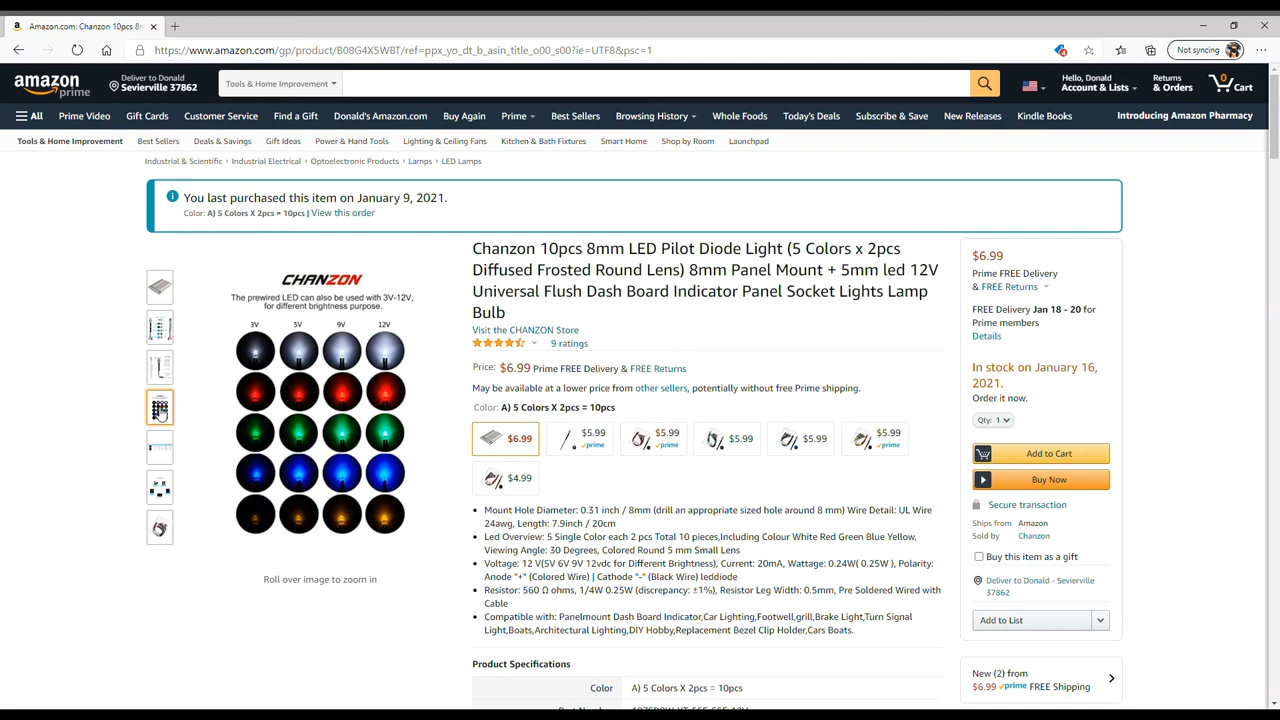 Amazon.com: Chanzon 10pcs 8m
https://www.amazon.com/gp/product/B08G4X5WBT/ref=ppx_yo_dt_b_asin_title_o00_s00?ie=UTF8&psc=1
Not syncing
amazon prime
Deliver to Donald
Sevierville 37862
Tools & Home Improvement
Hello, Donald
Account & Lists
Returns
& Orders
0
Cart
All
Prime Video
Gift Cards
Customer Service
Find a Gift
Donald's Amazon.com
Buy Again
Prime
Best Sellers
Browsing History
Whole Foods
Today's Deals
Subscribe & Save
New Releases
Kindle Books
Introducing Amazon Pharmacy
Tools & Home Improvement
Best Sellers
Deals & Savings
Gift Ideas
Power & Hand Tools
Lighting & Ceiling Fans
Kitchen & Bath Fixtures
Smart Home
Shop by Room
Launchpad
Industrial & Scientific › Industrial Electrical › Optoelectronic Products › Lamps › LED Lamps
You last purchased this item on January 9, 2021.
Color: A) 5 Colors X 2pcs = 10pcs | View this order
CHANZON
The prewired LED can also be used with 3V-12V,
for different brightness purpose.
3V 5V 9V 12V
Roll over image to zoom in
Chanzon 10pcs 8mm LED Pilot Diode Light (5 Colors x 2pcs
Diffused Frosted Round Lens) 8mm Panel Mount + 5mm led 12V
Universal Flush Dash Board Indicator Panel Socket Lights Lamp
Bulb
Visit the CHANZON Store
9 ratings
Price: $6.99 Prime FREE Delivery & FREE Returns
May be available at a lower price from other sellers, potentially without free Prime shipping.
Color: A) 5 Colors X 2pcs = 10pcs
$6.99
$5.99
prime
$5.99
prime
$5.99
$5.99
$5.99
prime
$4.99
• Mount Hole Diameter: 0.31 inch / 8mm (drill an appropriate sized hole around 8 mm) Wire Detail: UL Wire
24awg, Length: 7.9inch / 20cm
• Led Overview: 5 Single Color each 2 pcs Total 10 pieces,Including Colour White Red Green Blue Yellow,
Viewing Angle: 30 Degrees, Colored Round 5 mm Small Lens
• Voltage: 12 V(5V 6V 9V 12vdc for Different Brightness), Current: 20mA, Wattage: 0.24W( 0.25W ), Polarity:
Anode "+" (Colored Wire) | Cathode "-" (Black Wire) leddiode
• Resistor: 560 Ω ohms, 1/4W 0.25W (discrepancy: ±1%), Resistor Leg Width: 0.5mm, Pre Soldered Wired with
Cable
• Compatible with: Panelmount Dash Board Indicator,Car Lighting,Footwell,grill,Brake Light,Turn Signal
Light,Boats,Architectural Lighting,DIY Hobby,Replacement Bezel Clip Holder,Cars Boats.
Product Specifications
Color
A) 5 Colors X 2pcs = 10pcs
$6.99
Prime FREE Delivery
& FREE Returns
FREE Delivery Jan 18 - 20 for
Prime members
Details
In stock on January 16,
2021.
Order it now.
Qty: 1
Add to Cart
Buy Now
Secure transaction
Ships from Amazon
Sold by Chanzon
Buy this item as a gift
Deliver to Donald - Sevierville
37862
Add to List
New (2) from
$6.99 prime FREE Shipping